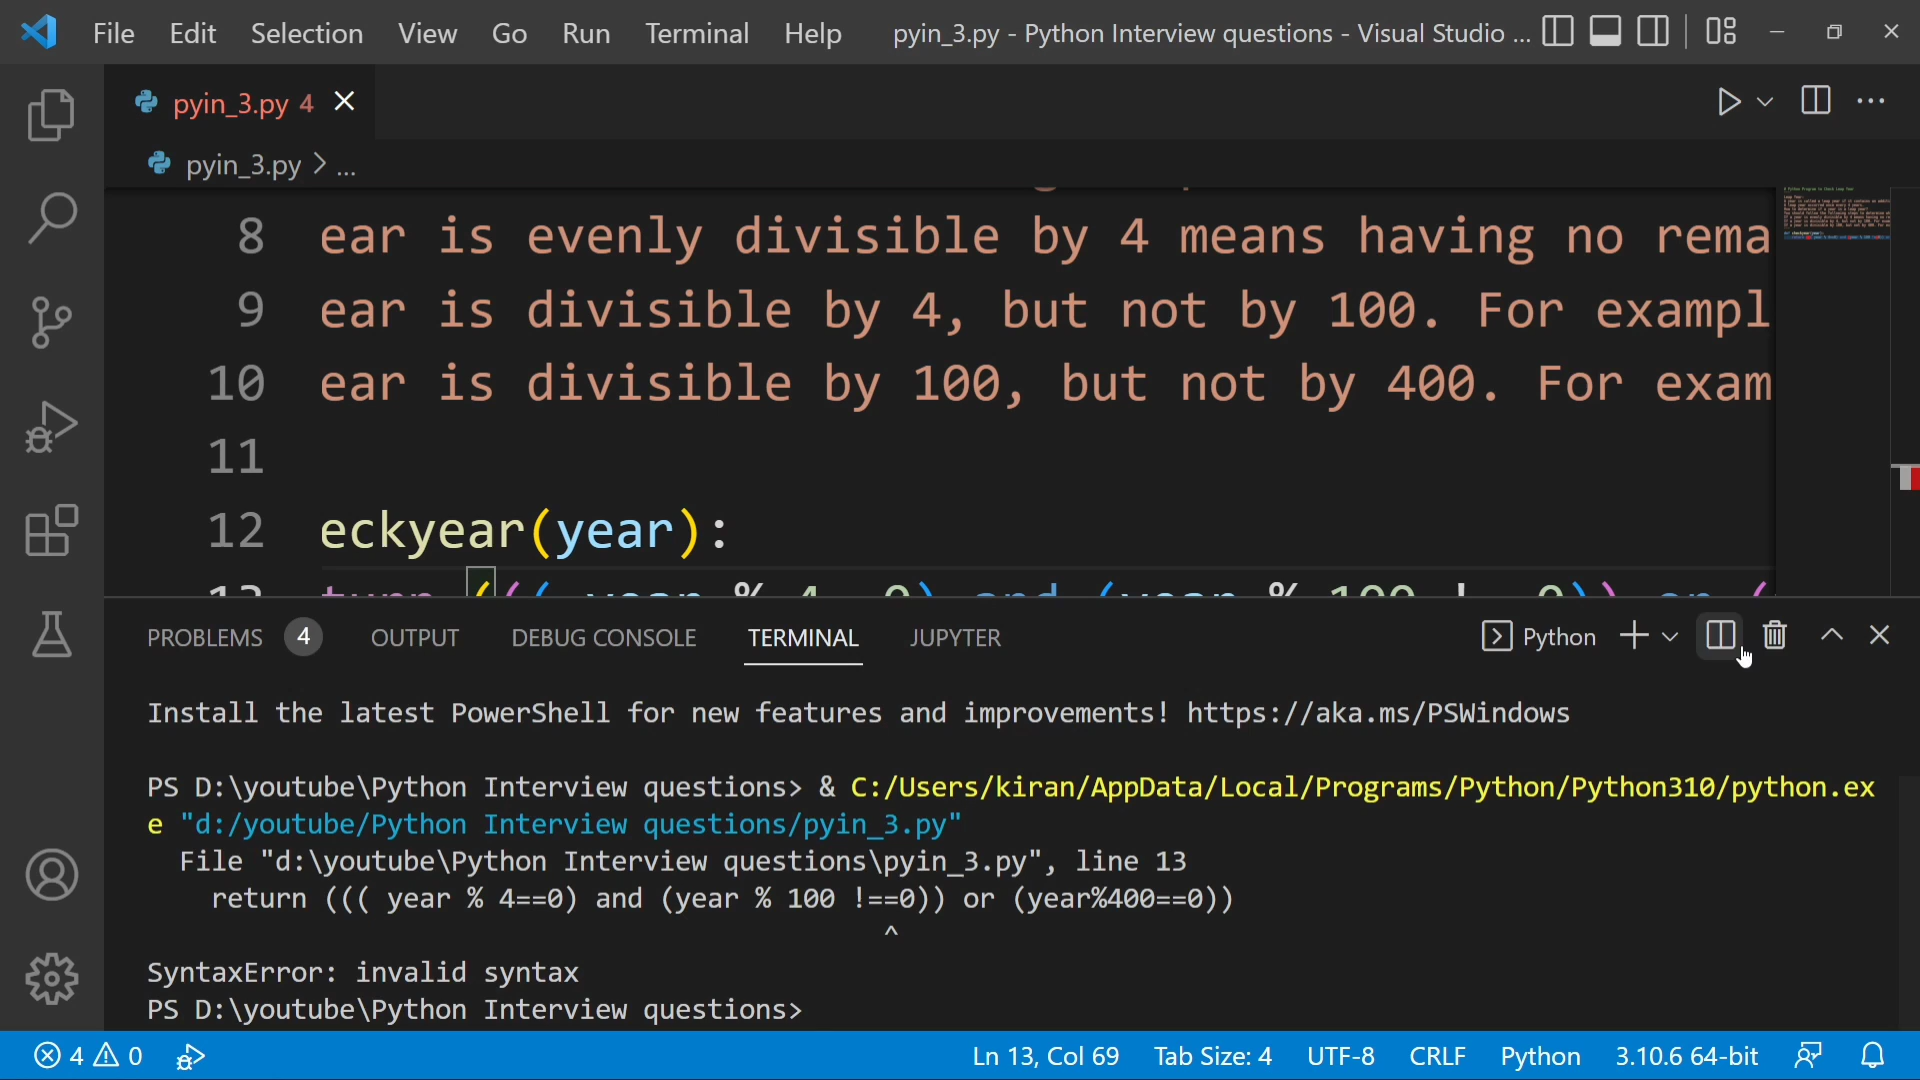 File Edit Selection View Go Run Terminal Help pyin_3.py - Python Interview questions - Visual Studio ...
pyin_3.py 4
pyin_3.py > ...
8 ear is evenly divisible by 4 means having no rema
9 ear is divisible by 4, but not by 100. For exampl
10 ear is divisible by 100, but not by 400. For exam
11
12 eckyear(year):
PROBLEMS 4 OUTPUT DEBUG CONSOLE TERMINAL JUPYTER Python
Install the latest PowerShell for new features and improvements! https://aka.ms/PSWindows
PS D:\youtube\Python Interview questions> & C:/Users/kiran/AppData/Local/Programs/Python/Python310/python.ex
e "d:/youtube/Python Interview questions/pyin_3.py"
File "d:\youtube\Python Interview questions\pyin_3.py", line 13
return ((( year % 4==0) and (year % 100 !==0)) or (year%400==0))
^
SyntaxError: invalid syntax
PS D:\youtube\Python Interview questions>
4 0 Ln 13, Col 69 Tab Size: 4 UTF-8 CRLF Python 3.10.6 64-bit